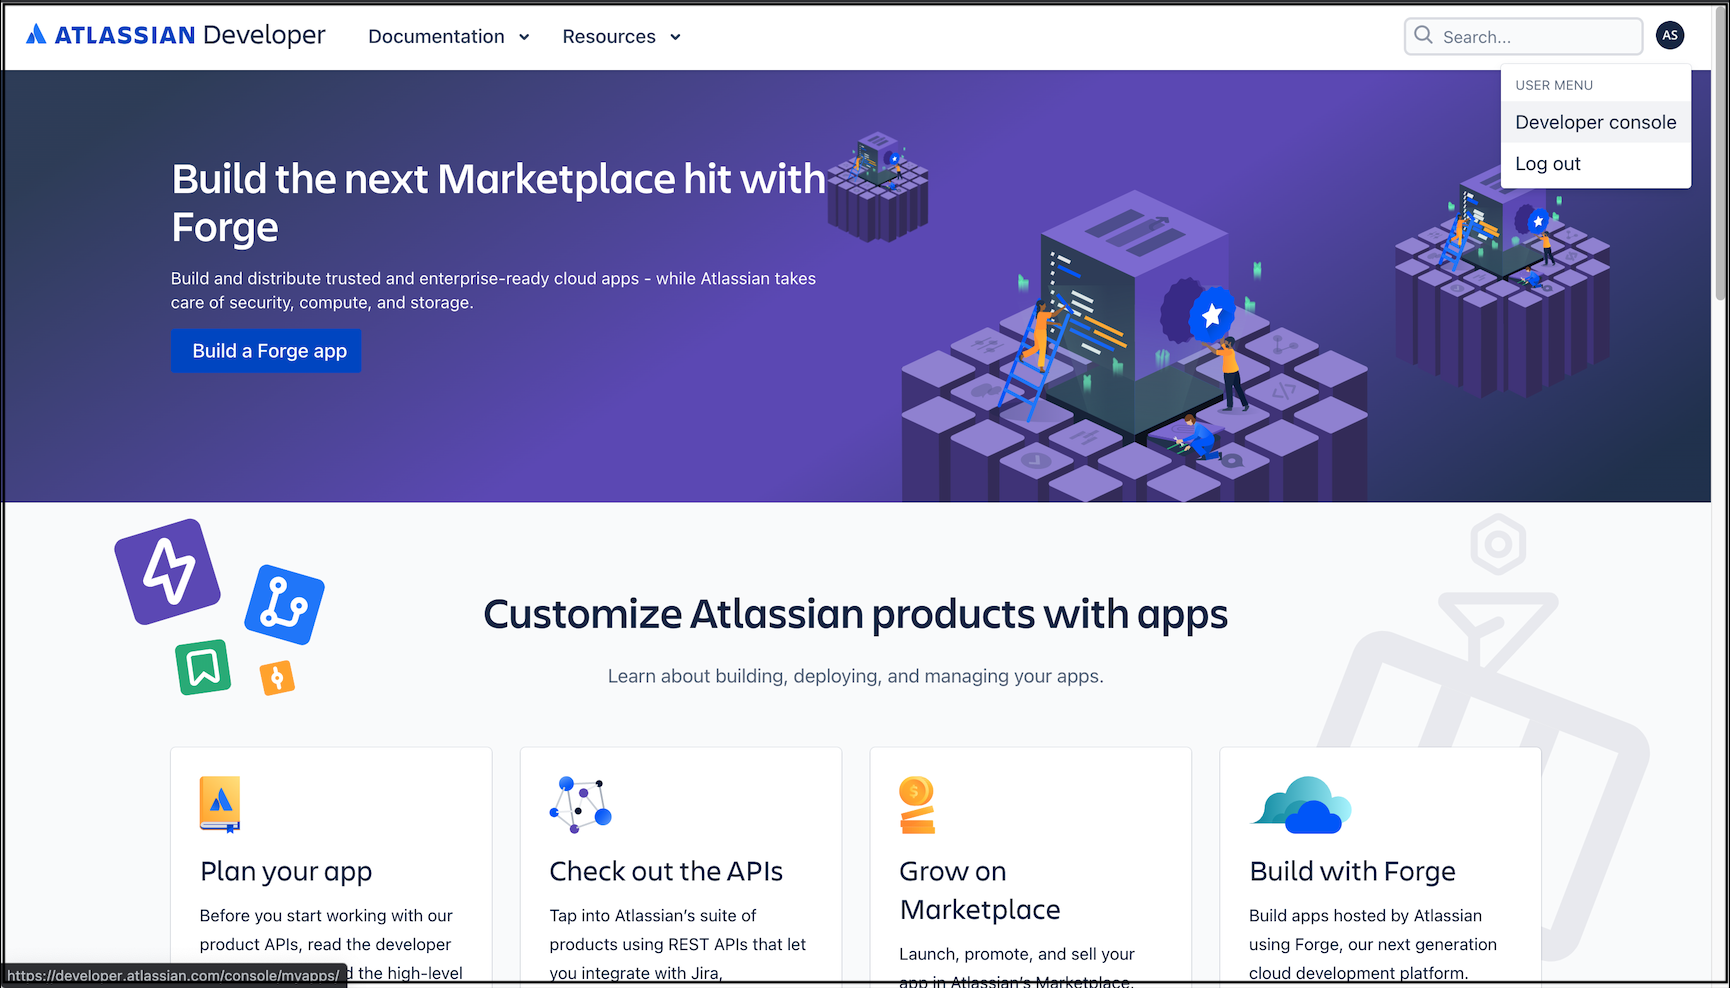 ATLASSIAN Developer
Documentation
Resources
Search...
AS
USER MENU
Developer console
Log out
Build the next Marketplace hit with
Forge
Build and distribute trusted and enterprise-ready cloud apps - while Atlassian takes
care of security, compute, and storage.
Build a Forge app
Customize Atlassian products with apps
Learn about building, deploying, and managing your apps.
Plan your app
Before you start working with our
product APIs, read the developer
d the high-level
Check out the APIs
Tap into Atlassian's suite of
products using REST APIs that let
you integrate with Jira,
Grow on
Marketplace
Launch, promote, and sell your
app in Atlassian's Marketplace.
Build with Forge
Build apps hosted by Atlassian
using Forge, our next generation
cloud development platform.
https://developer.atlassian.com/console/myapps/